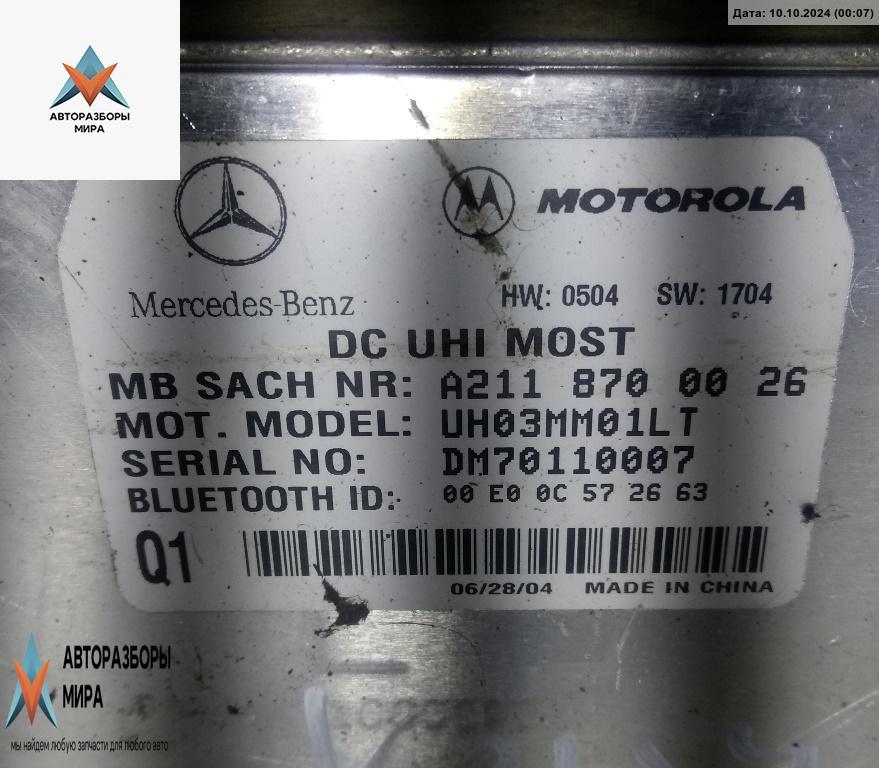 Дата: 10.10.2024 (00:07)
АВТОРАЗБОРЫ
МИРА
MOTOROLA
Mercedes-Benz
HW: 0504 SW: 1704
DC UHI MOST
MB SACH NR: A211 870 00 26
MOT. MODEL: UH03MM01LT
SERIAL NO: DM70110007
BLUETOOTH ID: 00 E0 0C 57 26 63
Q1
06/28/04 MADE IN CHINA
АВТОРАЗБОРЫ
МИРА
мы найдем любую запчасти для любого авто